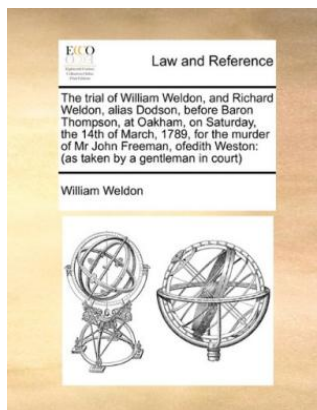 ECCO
Law and Reference
The trial of William Weldon, and Richard
Weldon, alias Dodson, before Baron
Thompson, at Oakham, on Saturday,
the 14th of March, 1789, for the murder
of Mr John Freeman, ofedith Weston:
(as taken by a gentleman in court)
William Weldon